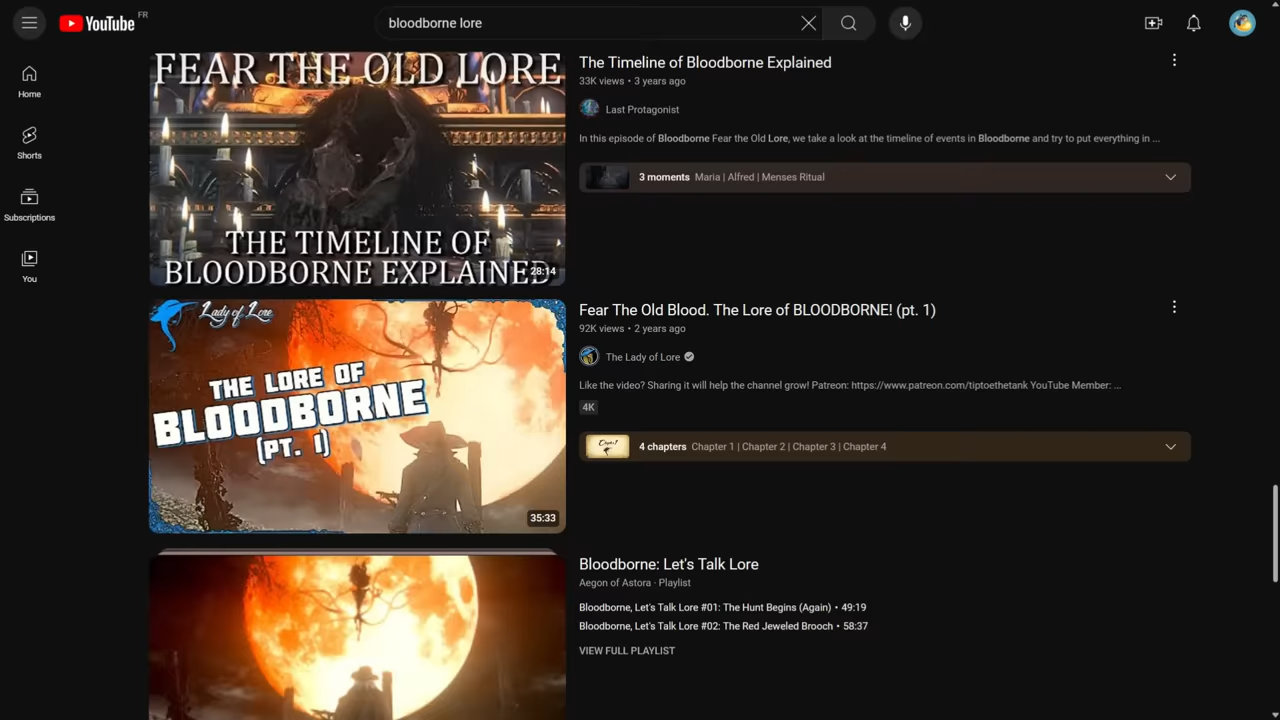 YouTube FR
bloodborne lore
Home
Shorts
Subscriptions
You
FEAR THE OLD LORE
THE TIMELINE OF
BLOODBORNE EXPLAINED
28:14
The Timeline of Bloodborne Explained
33K views • 3 years ago
Last Protagonist
In this episode of Bloodborne Fear the Old Lore, we take a look at the timeline of events in Bloodborne and try to put everything in ...
3 moments Maria | Alfred | Menses Ritual
Lady of Lore
THE LORE OF
BLOODBORNE
(PT. 1)
35:33
Fear The Old Blood. The Lore of BLOODBORNE! (pt. 1)
92K views • 2 years ago
The Lady of Lore
Like the video? Sharing it will help the channel grow! Patreon: https://www.patreon.com/tiptoethetank YouTube Member: ...
4K
Chapter 1
4 chapters Chapter 1 | Chapter 2 | Chapter 3 | Chapter 4
Bloodborne: Let's Talk Lore
Aegon of Astora · Playlist
Bloodborne, Let's Talk Lore #01: The Hunt Begins (Again) • 49:19
Bloodborne, Let's Talk Lore #02: The Red Jeweled Brooch • 58:37
VIEW FULL PLAYLIST